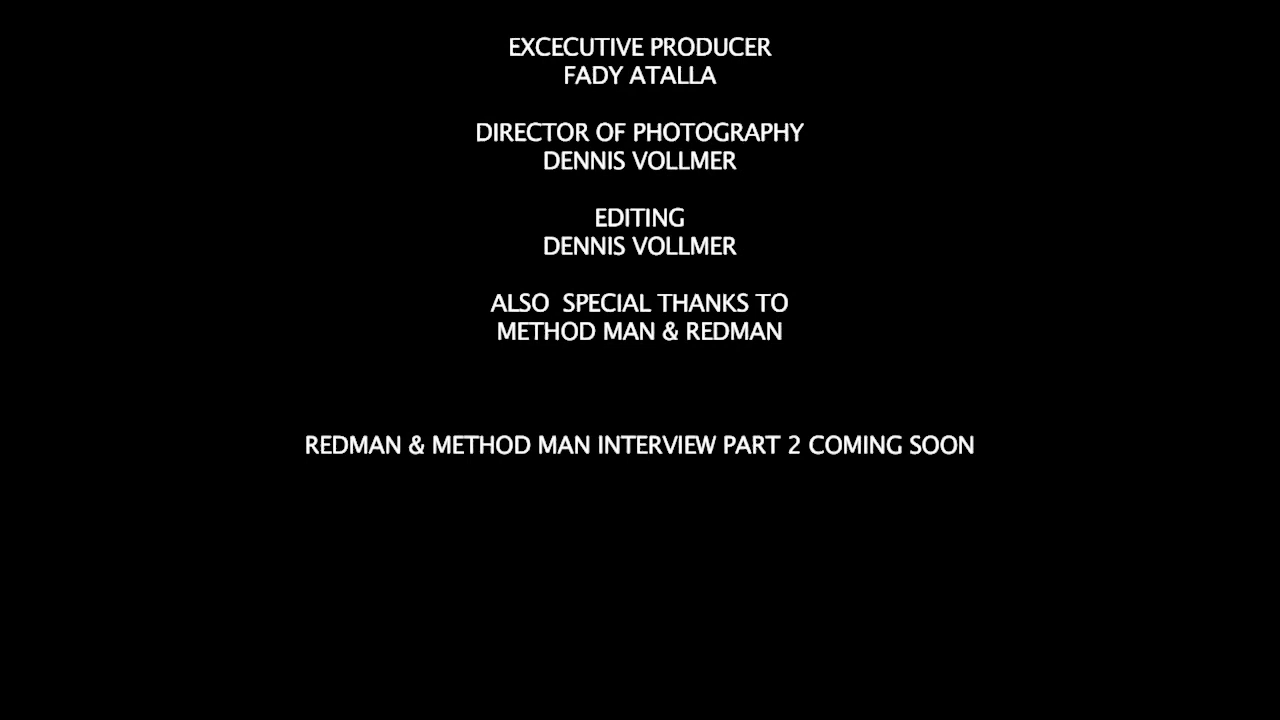 EXCECUTIVE PRODUCER
FADY ATALLA
DIRECTOR OF PHOTOGRAPHY
DENNIS VOLLMER
EDITING
DENNIS VOLLMER
ALSO  SPECIAL THANKS TO
METHOD MAN & REDMAN
REDMAN & METHOD MAN INTERVIEW PART 2 COMING SOON